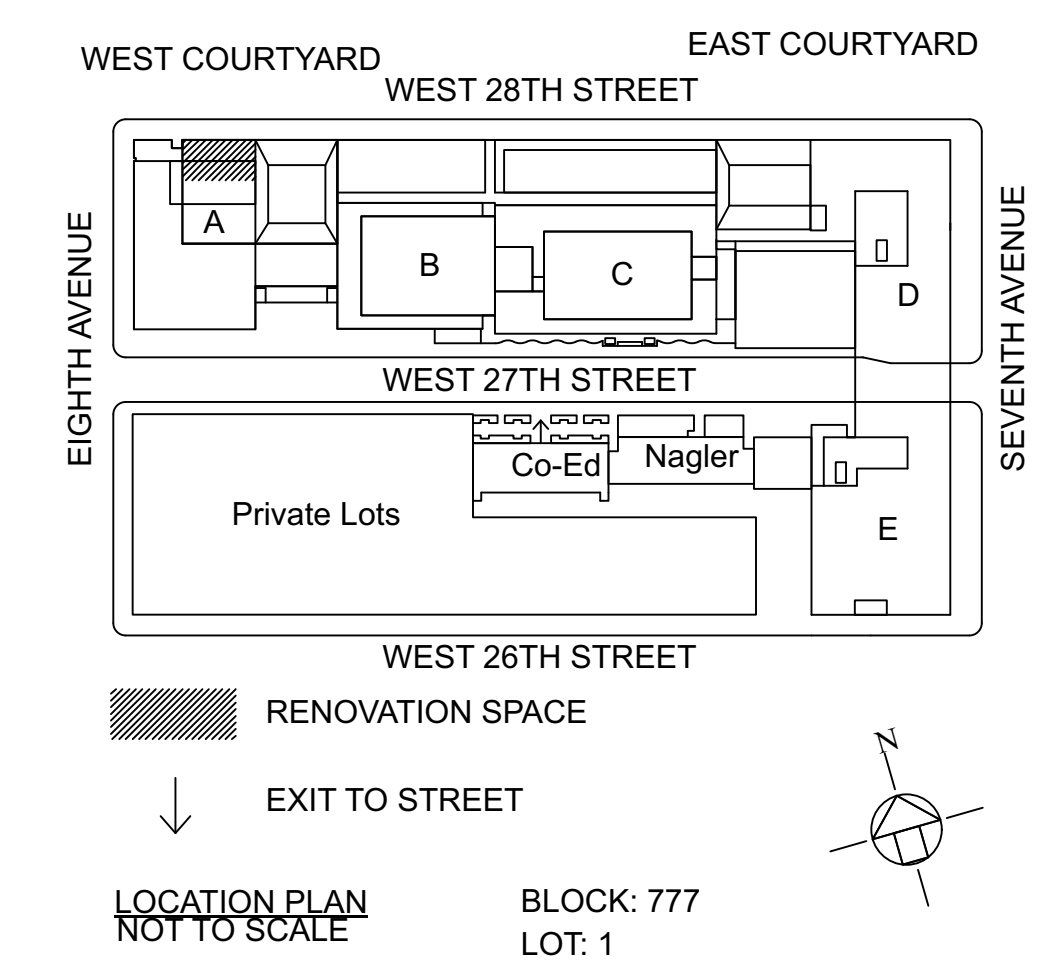 WEST COURTYARD
EAST COURTYARD
WEST 28TH STREET
EIGHTH AVENUE
A
B
C
D
SEVENTH AVENUE
WEST 27TH STREET
Co-Ed
Nagler
Private Lots
E
WEST 26TH STREET
RENOVATION SPACE
N
EXIT TO STREET
LOCATION PLAN
NOT TO SCALE
BLOCK: 777
LOT: 1